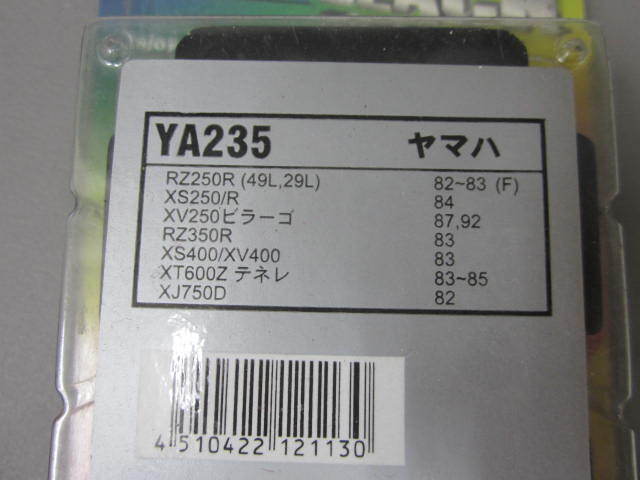 YA235 ヤマハ
RZ250R (49L,29L) 82~83 (F)
XS250/R 84
XV250ビラーゴ 87,92
RZ350R 83
XS400/XV400 83
XT600Z テネレ 83~85
XJ750D 82
4 510422 121130